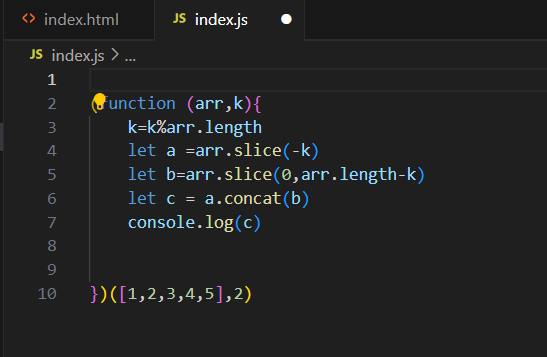 <> index.html
JS index.js
JS index.js > ...
1
2 (function (arr,k){
3 k=k%arr.length
4 let a =arr.slice(-k)
5 let b=arr.slice(0,arr.length-k)
6 let c = a.concat(b)
7 console.log(c)
8
9
10 })([1,2,3,4,5],2)